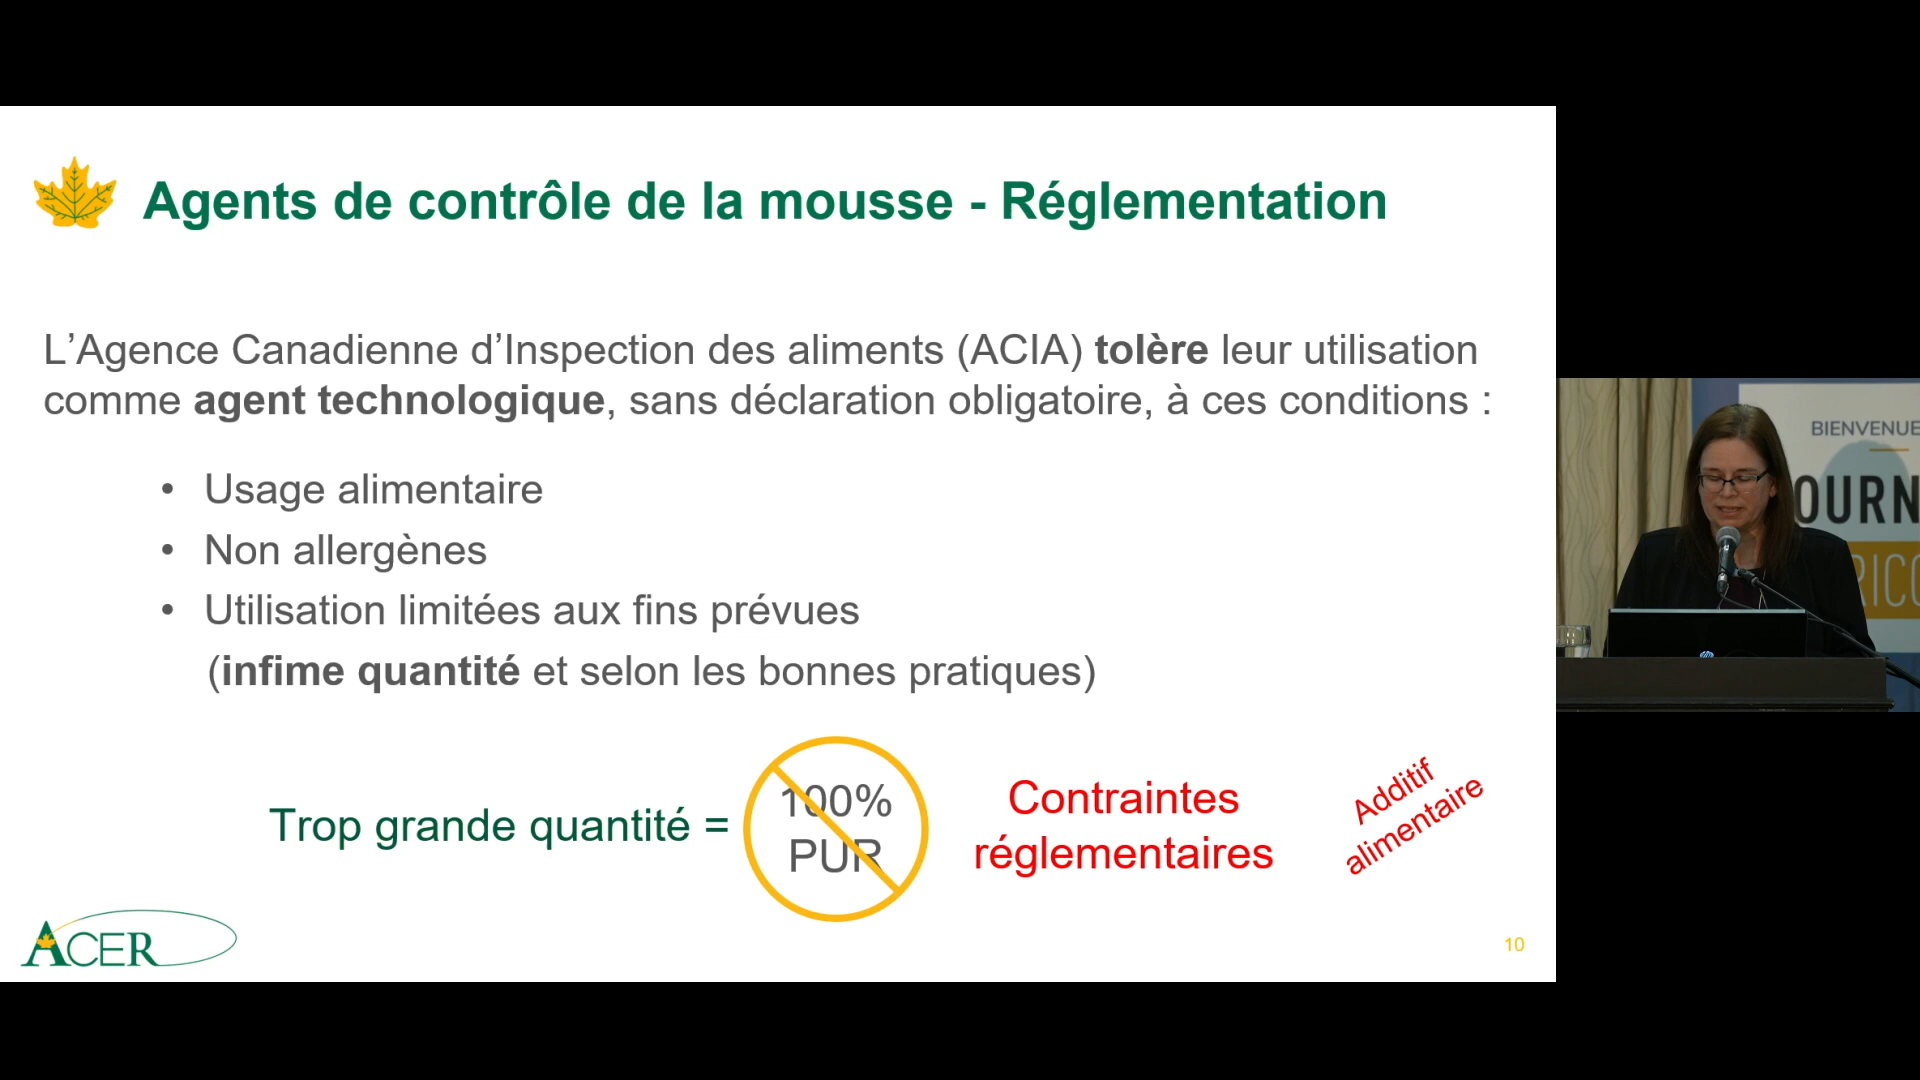 Agents de contrôle de la mousse - Réglementation
L’Agence Canadienne d’Inspection des aliments (ACIA) tolère leur utilisation
comme agent technologique, sans déclaration obligatoire, à ces conditions :
• Usage alimentaire
• Non allergènes
• Utilisation limitées aux fins prévues
(infime quantité et selon les bonnes pratiques)
Trop grande quantité =
100%
PUR
Contraintes
réglementaires
Additif
alimentaire
ACER
10
BIENVENUE
OURN
RICO